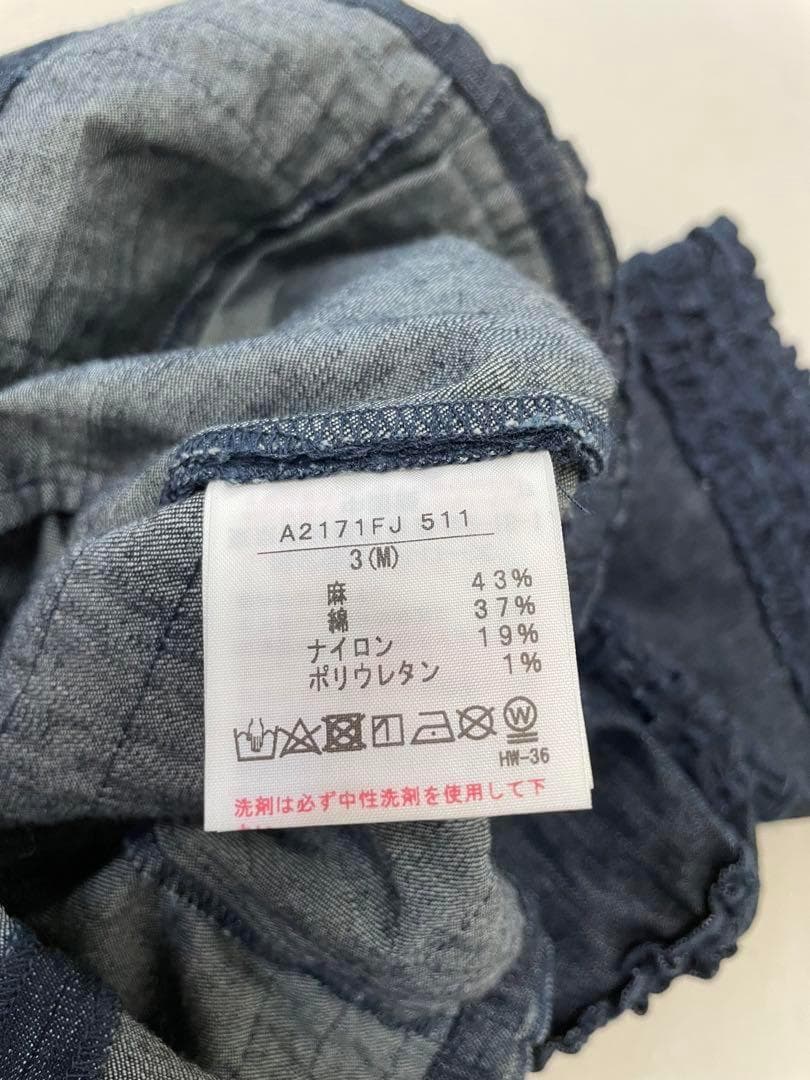 A2171FJ 511
3(M)
麻 43%
綿 37%
ナイロン 19%
ポリウレタン 1%
W
HW-36
洗剤は必ず中性洗剤を使用して下